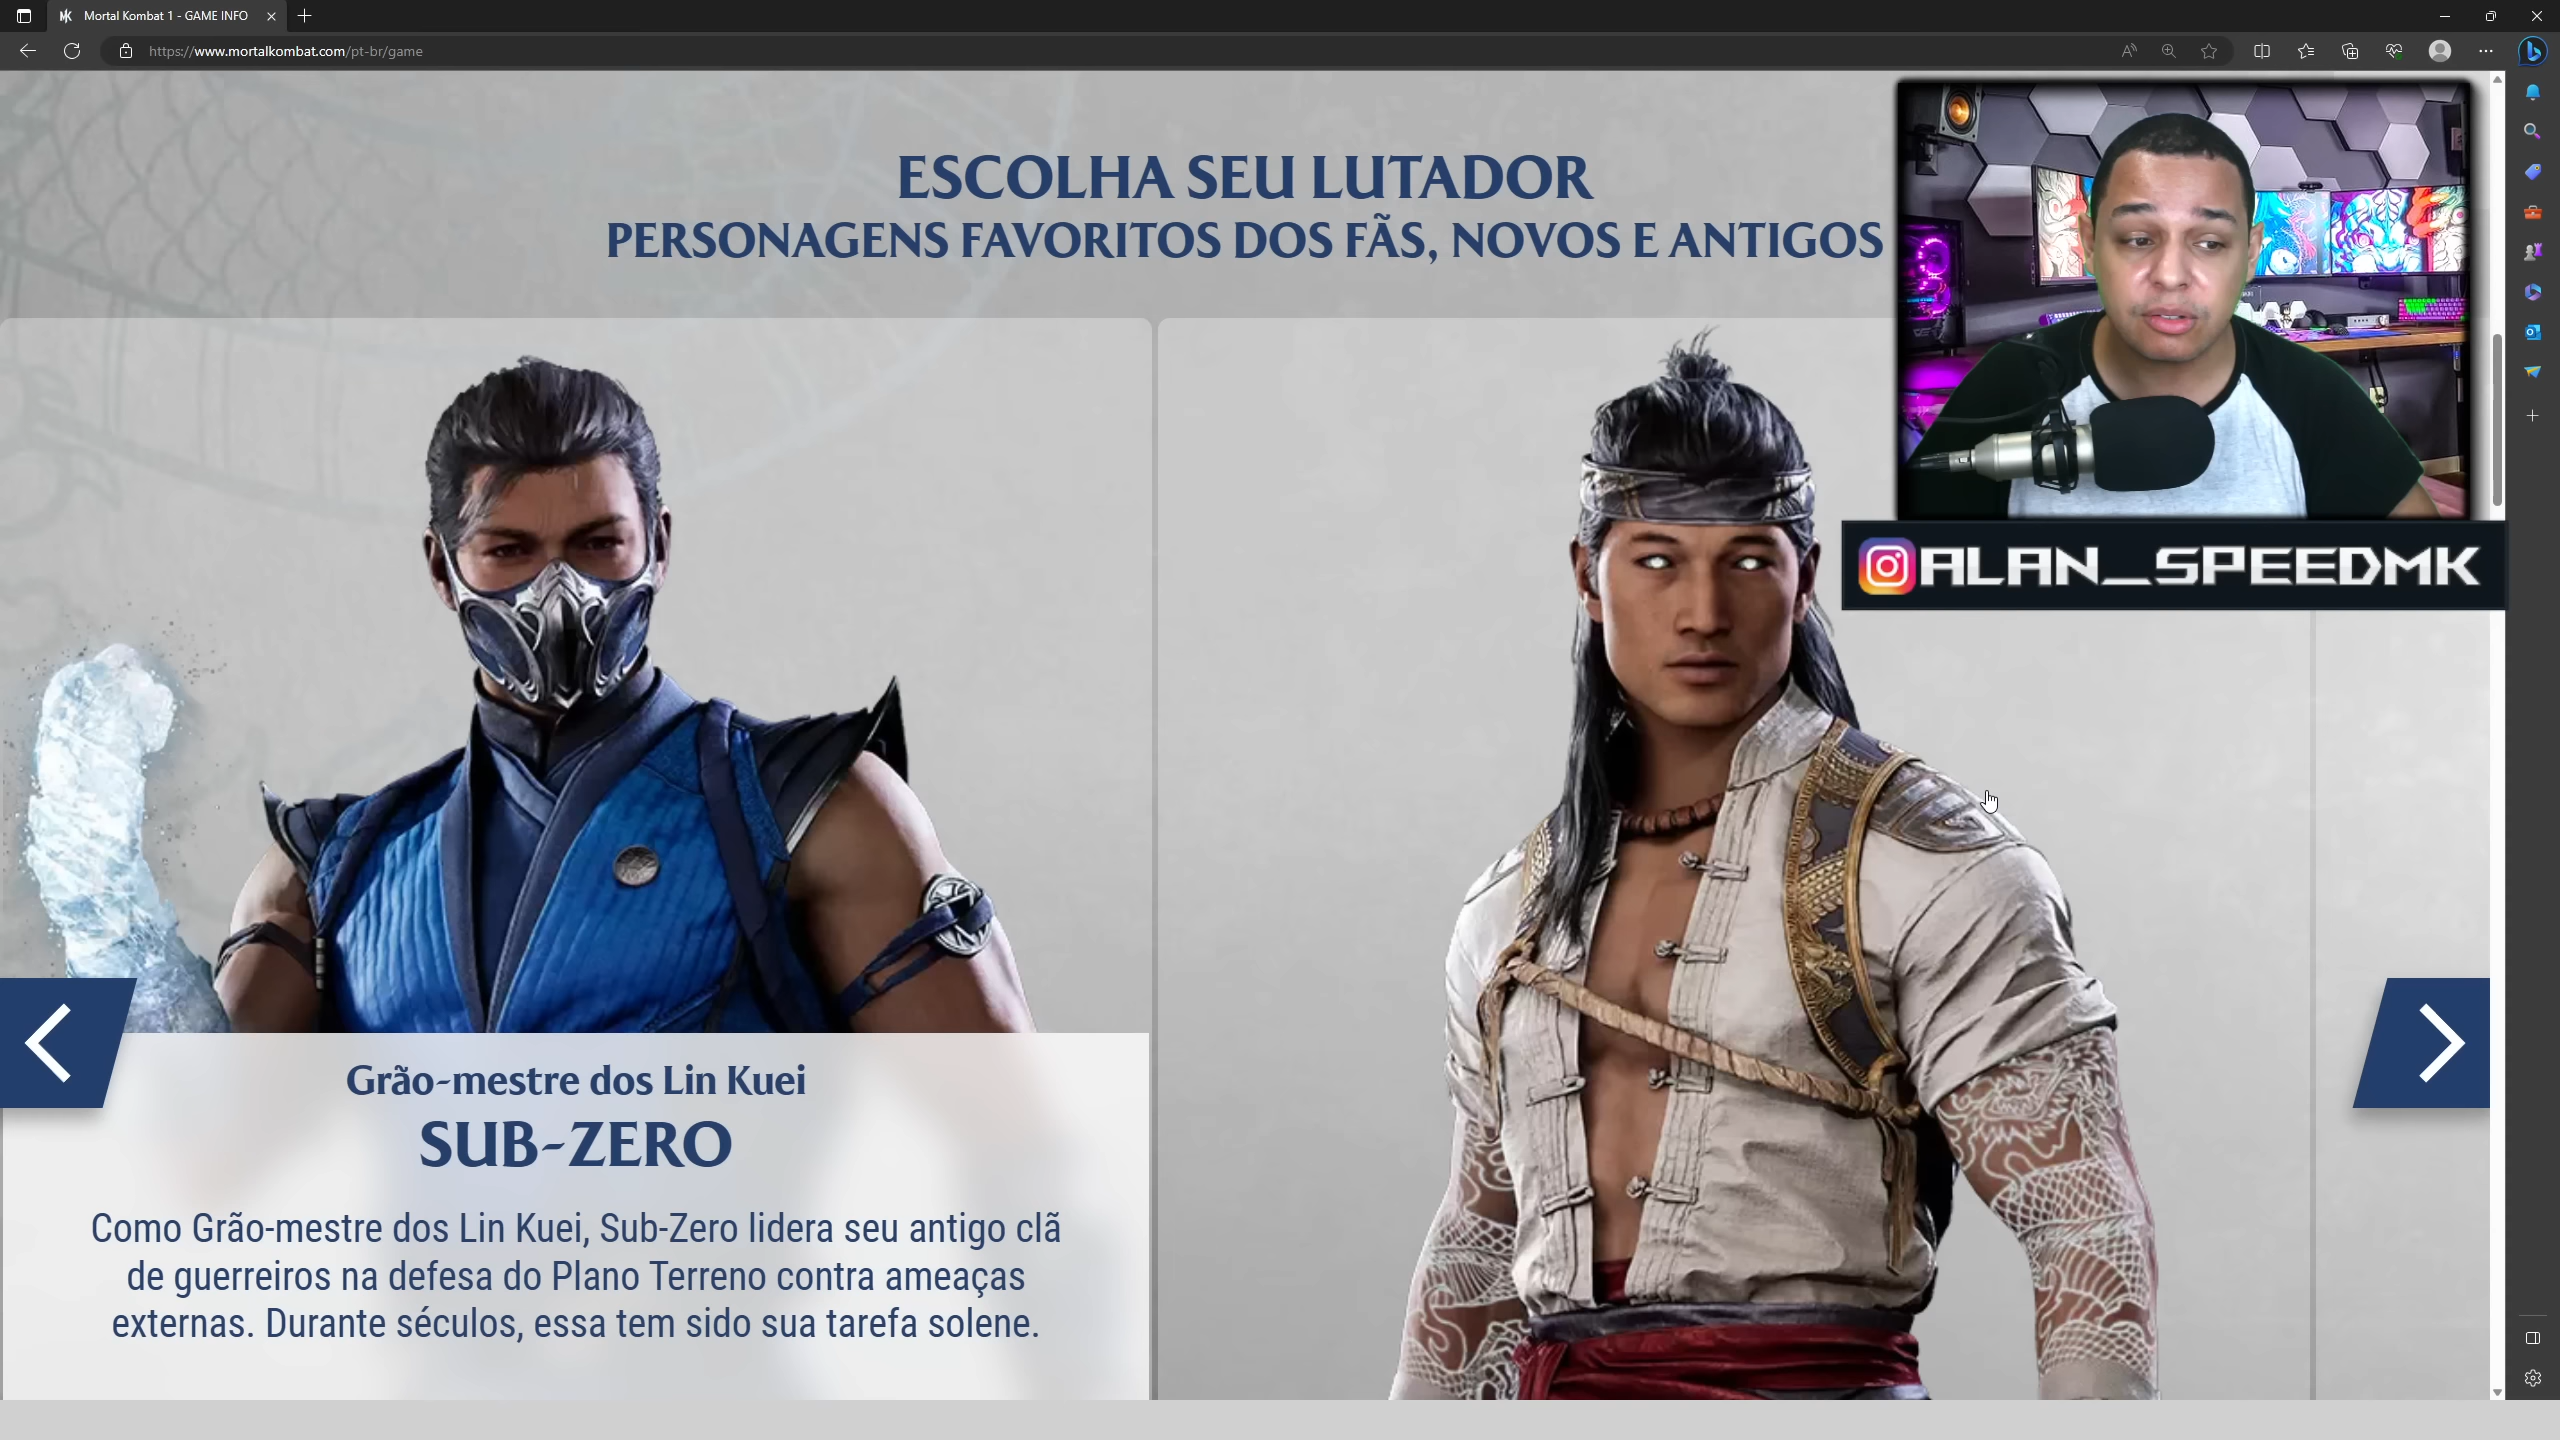 Mortal Kombat 1 - GAME INFO
https://www.mortalkombat.com/pt-br/game
ESCOLHA SEU LUTADOR
PERSONAGENS FAVORITOS DOS FÃS, NOVOS E ANTIGOS
ALAN_SPEEDMK
Grão-mestre dos Lin Kuei
SUB-ZERO
Como Grão-mestre dos Lin Kuei, Sub-Zero lidera seu antigo clã
de guerreiros na defesa do Plano Terreno contra ameaças
externas. Durante séculos, essa tem sido sua tarefa solene.